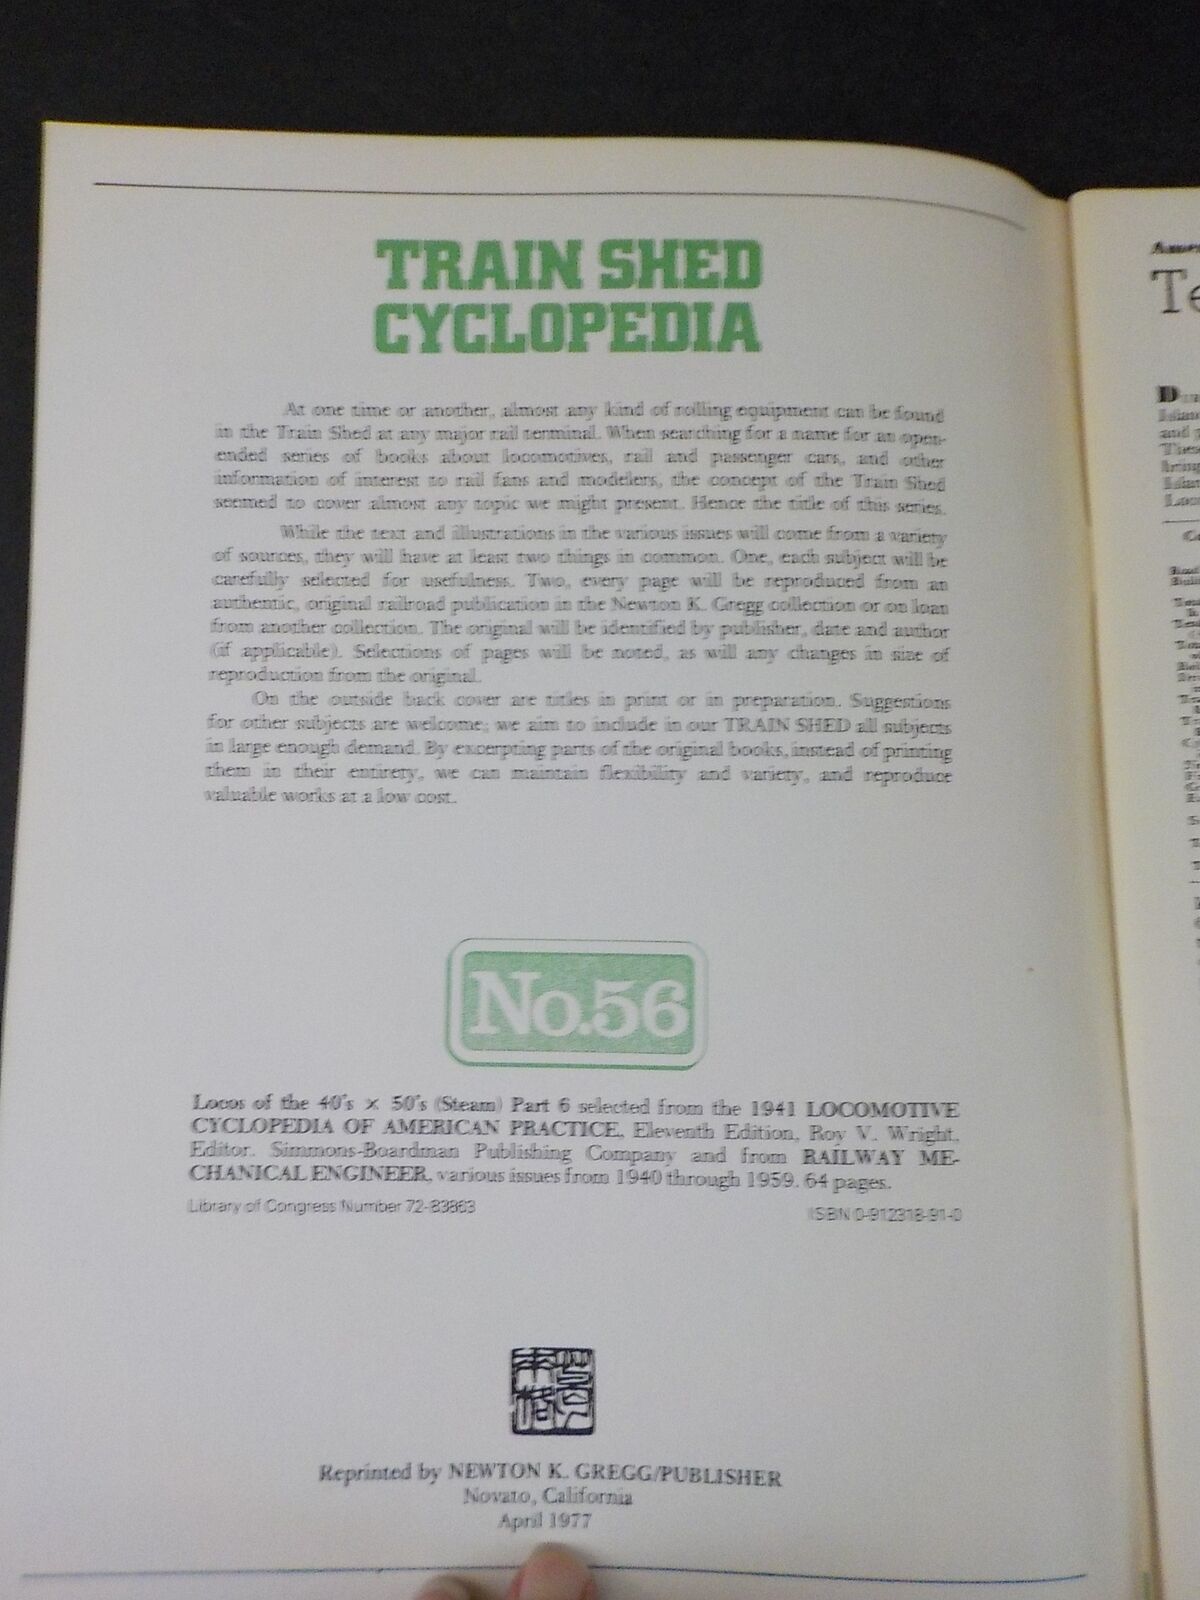 TRAIN SHED
CYCLOPEDIA
At one time or another, almost any kind of rolling equipment can be found
in the Train Shed at any major rail terminal. When searching for a name for an open-
ended series of books about locomotives, rail and passenger cars, and other
information of interest to rail fans and modelers, the concept of the Train Shed
seemed to cover almost any topic we might present. Hence the title of this series.
While the text and illustrations in the various issues will come from a variety
of sources, they will have at least two things in common. One, each subject will be
carefully selected for usefulness. Two, every page will be reproduced from an
authentic, original railroad publication in the Newton K. Gregg collection or on loan
from another collection. The original will be identified by publisher, date and author
(if applicable). Selections of pages will be noted, as will any changes in size of
reproduction from the original.
On the outside back cover are titles in print or in preparation. Suggestions
for other subjects are welcome; we aim to include in our TRAIN SHED all subjects
in large enough demand. By excerpting parts of the original books, instead of printing
them in their entirety, we can maintain flexibility and variety, and reproduce
valuable works at a low cost.
No.56
Locos of the 40's × 50's (Steam) Part 6 selected from the 1941 LOCOMOTIVE
CYCLOPEDIA OF AMERICAN PRACTICE, Eleventh Edition, Roy V. Wright,
Editor. Simmons-Boardman Publishing Company and from RAILWAY ME-
CHANICAL ENGINEER, various issues from 1940 through 1959. 64 pages.
Library of Congress Number 72-83863
ISBN 0-912318-91-0
Reprinted by NEWTON K. GREGG/PUBLISHER
Novato, California
April 1977